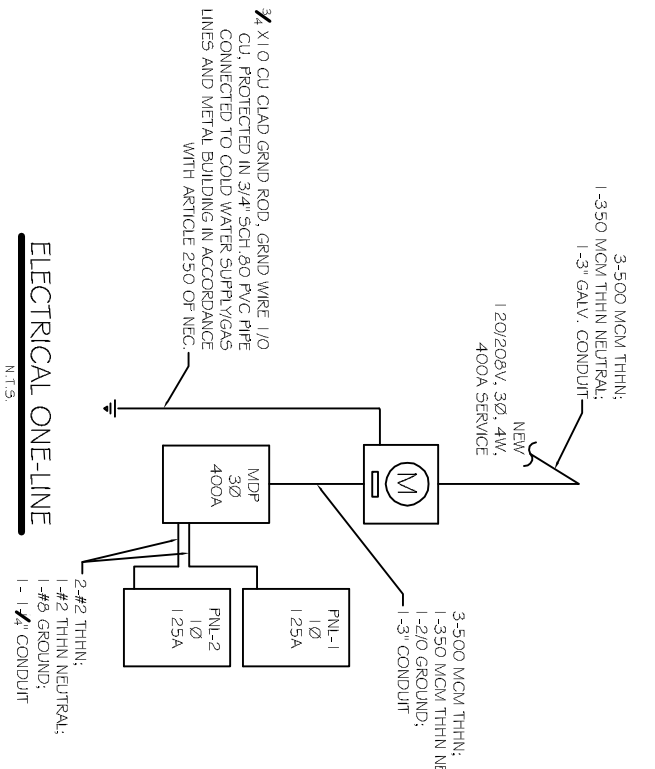 3-500 MCM THHN;
1-350 MCM THHN NEUTRAL;
1-3" GALV. CONDUIT
NEW
120/208V, 3Ø, 4W,
400A SERVICE
M
3-500 MCM THHN;
1-350 MCM THHN
1-2/0 GROUND;
1-3" CONDUIT
3/4 X10 CU CLAD GRND ROD, GRND WIRE 1/0
CU, PROTECTED IN 3/4" SCH.80 PVC PIPE
CONNECTED TO COLD WATER SUPPLY/GAS
LINES AND METAL BUILDING IN ACCORDANCE
WITH ARTICLE 250 OF NEC.
MDP
3Ø
400A
PNL-1
1Ø
125A
PNL-2
1Ø
125A
2-#2 THHN;
1-#2 THHN NEUTRAL;
1-#8 GROUND;
1- 1 1/4" CONDUIT
ELECTRICAL ONE-LINE
N.T.S.